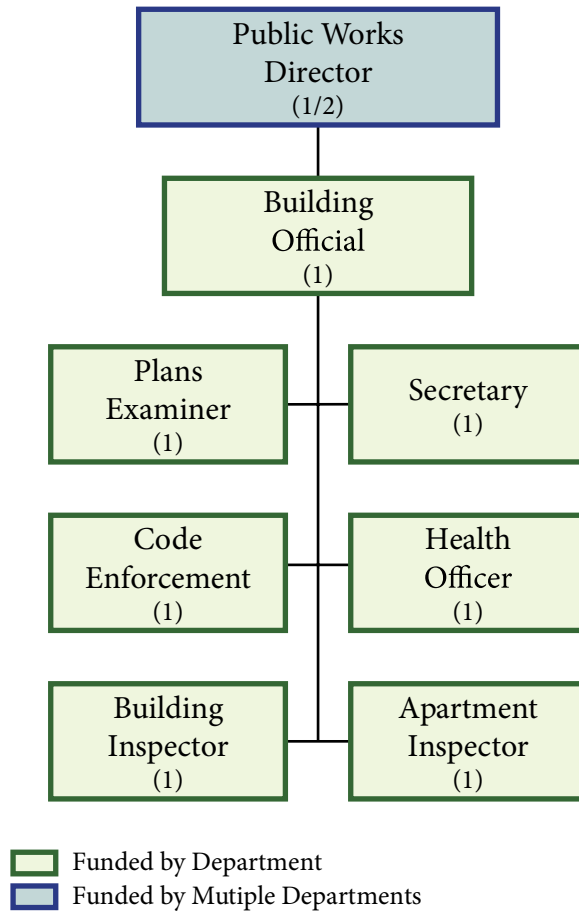 Public Works
Director
(1/2)
Building
Official
(1)
Plans
Examiner
(1)
Secretary
(1)
Code
Enforcement
(1)
Health
Officer
(1)
Building
Inspector
(1)
Apartment
Inspector
(1)
Funded by Department
Funded by Mutiple Departments